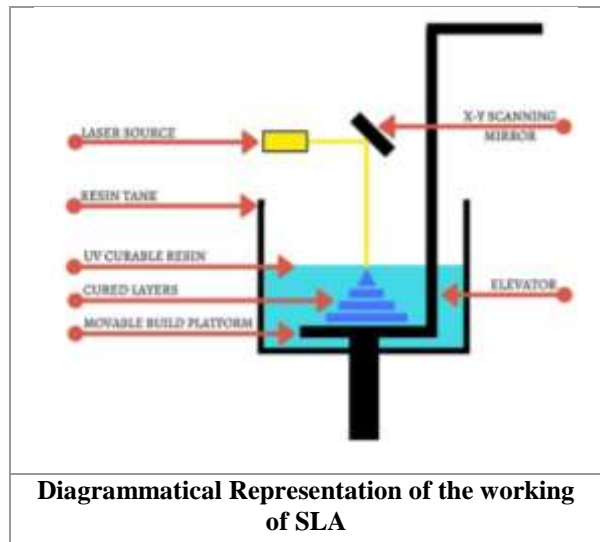 X-Y SCANNING
MIRROR
LASER SOURCE
RESIN TANK
UV CURABLE RESIN
CURED LAYERS
ELEVATOR
MOVABLE BUILD PLATFORM
Diagrammatical Representation of the working
of SLA